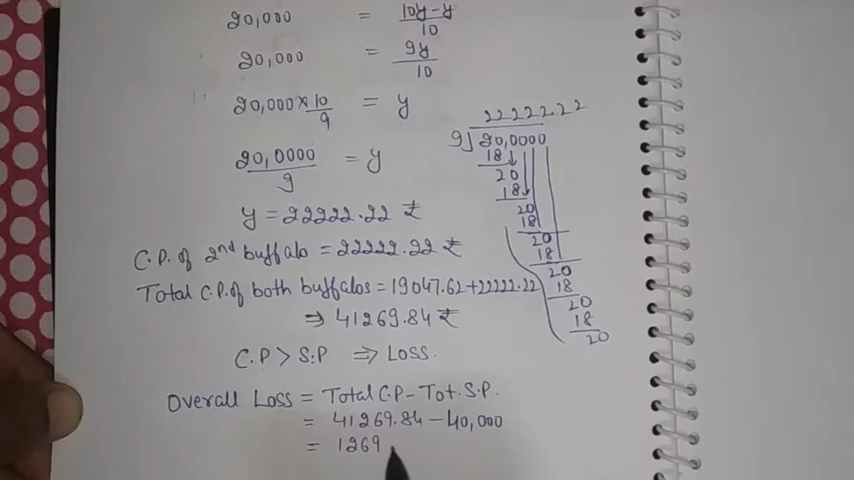 20,000 = 10y-y/10
20,000 = 9y/10
20,000 × 10/9 = y
20,0000/9 = y
y = 22222.22 ₹
22222.22
9)20,0000
18
20
18
20
18
20
18
20
18
20
18
20
C.P. of 2nd buffalo = 22222.22 ₹
Total C.P. of both buffalos = 19047.62 + 22222.22
⇒ 41269.84 ₹
C.P > S.P ⇒ LOSS.
Overall Loss = Total C.P - Tot. S.P.
= 41269.84 - 40,000
= 1269